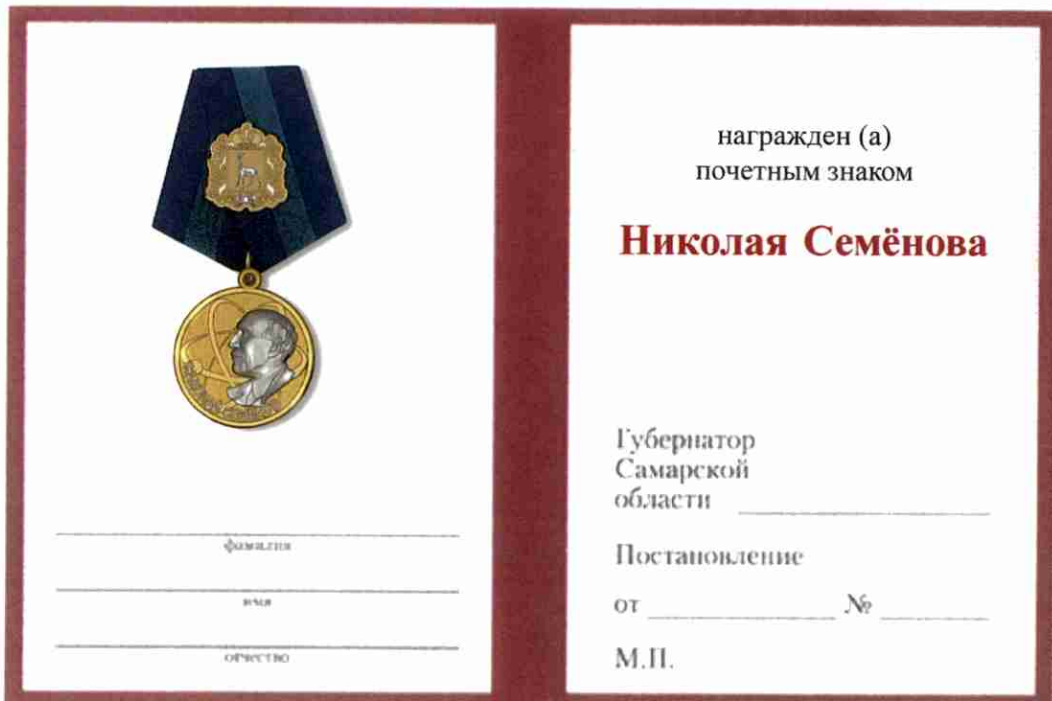 фамилия
имя
отчество
награжден (а)
почетным знаком
Николая Семёнова
Губернатор
Самарской
области
Постановление
от № 
М.П.